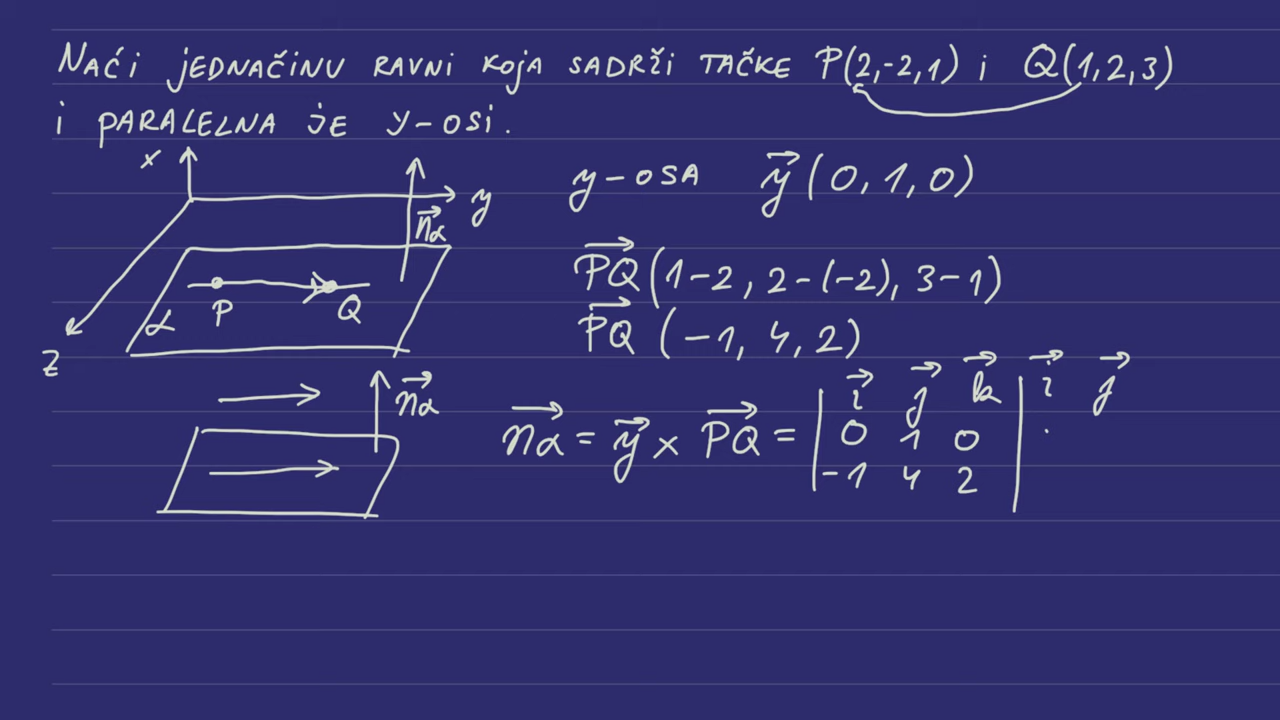 NAĆI JEDNAČINU RAVNI KOJA SADRŽI TAČKE P(2,-2,1) i Q(1,2,3)
i PARALELNA JE Y-OSI.
x
y
n⃗α
P
Q
α
z
n⃗α
y-OSA y⃗(0,1,0)
PQ⃗(1-2, 2-(-2), 3-1)
PQ⃗(-1, 4, 2)
n⃗α = y⃗ × PQ⃗ = | i⃗ j⃗ k⃗ | i⃗ j⃗
0 1 0
-1 4 2